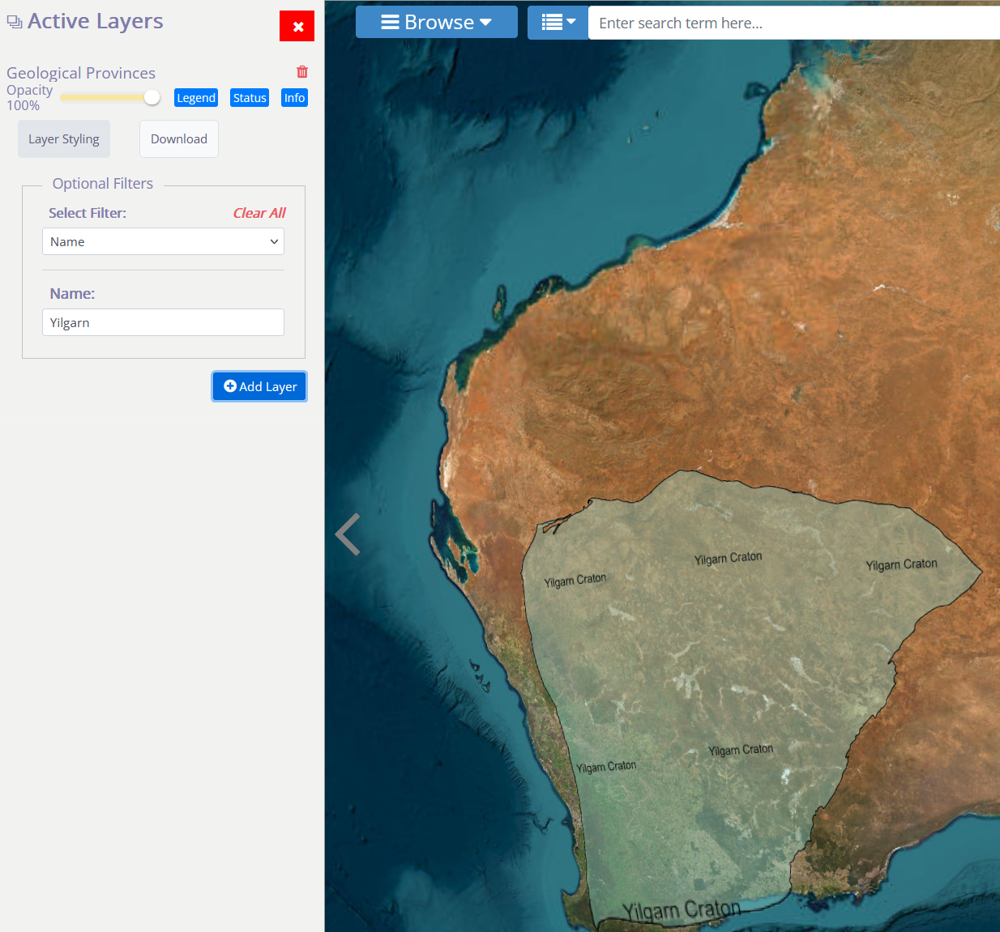 Active Layers
Browse
Enter search term here...
Geological Provinces
Opacity
100%
Legend
Status
Info
Layer Styling
Download
Optional Filters
Select Filter:
Clear All
Name
Name:
Yilgarn
Add Layer
Yilgarn Craton
Yilgarn Craton
Yilgarn Craton
Yilgarn Craton
Yilgarn Craton
Yilgarn Craton